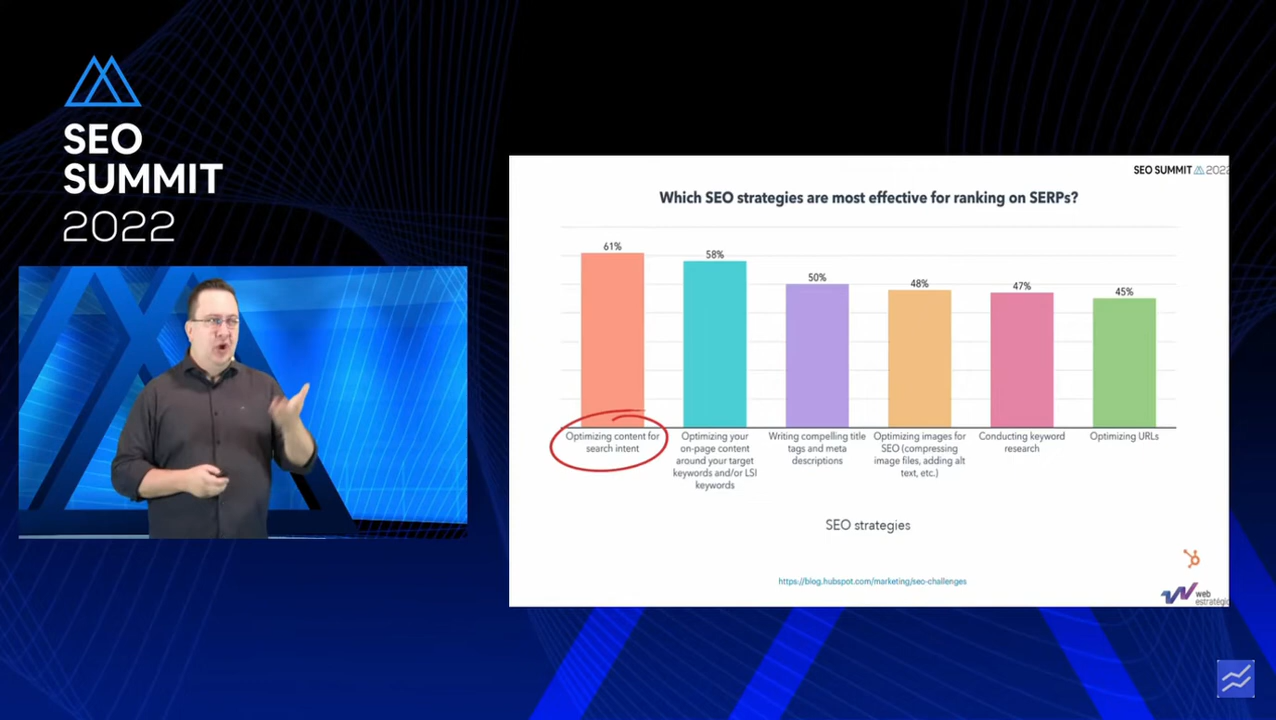 SEO
SUMMIT
2022
SEO SUMMIT 2022
Which SEO strategies are most effective for ranking on SERPs?
61%
58%
50%
48%
47%
45%
Optimizing content for
search intent
Optimizing your
on-page content
around your target
keywords and/or LSI
keywords
Writing compelling title
tags and meta
descriptions
Optimizing images for
SEO (compressing
image files, adding alt
text, etc.)
Conducting keyword
research
Optimizing URLs
SEO strategies
https://blog.hubspot.com/marketing/seo-challenges
web